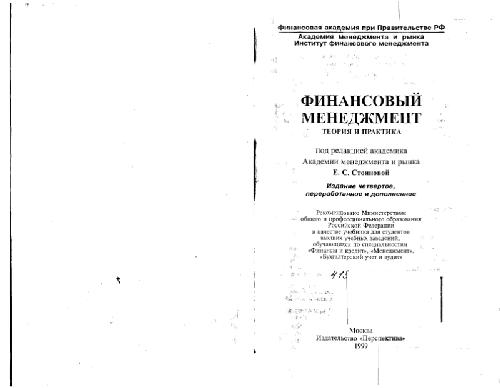 Финансовая академия при Правительстве РФ
Академия менеджмента и рынка
Институт финансового менеджмента
ФИНАНСОВЫЙ
МЕНЕДЖМЕНТ
ТЕОРИЯ И ПРАКТИКА
Под редакцией академика
Академии менеджмента и рынка
Е. С. Стояновой
Издание четвертое,
переработанное и дополненное
Рекомендовано Министерством
общего и профессионального образования
Российской Федерации
в качестве учебника для студентов
высших учебных заведений,
обучающихся по специальностям
«Финансы и кредит», «Менеджмент»,
«Бухгалтерский учет и аудит»
Москва
Издательство «Перспектива»
1999